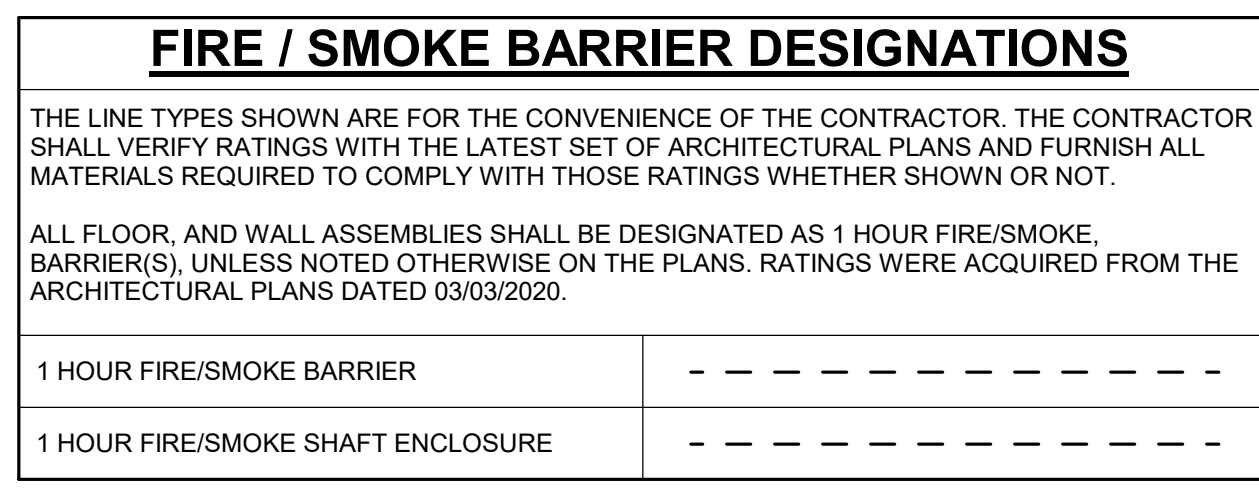 FIRE / SMOKE BARRIER DESIGNATIONS
THE LINE TYPES SHOWN ARE FOR THE CONVENIENCE OF THE CONTRACTOR. THE CONTRACTOR
SHALL VERIFY RATINGS WITH THE LATEST SET OF ARCHITECTURAL PLANS AND FURNISH ALL
MATERIALS REQUIRED TO COMPLY WITH THOSE RATINGS WHETHER SHOWN OR NOT.
ALL FLOOR, AND WALL ASSEMBLIES SHALL BE DESIGNATED AS 1 HOUR FIRE/SMOKE,
BARRIER(S), UNLESS NOTED OTHERWISE ON THE PLANS. RATINGS WERE ACQUIRED FROM THE
ARCHITECTURAL PLANS DATED 03/03/2020.
1 HOUR FIRE/SMOKE BARRIER
1 HOUR FIRE/SMOKE SHAFT ENCLOSURE